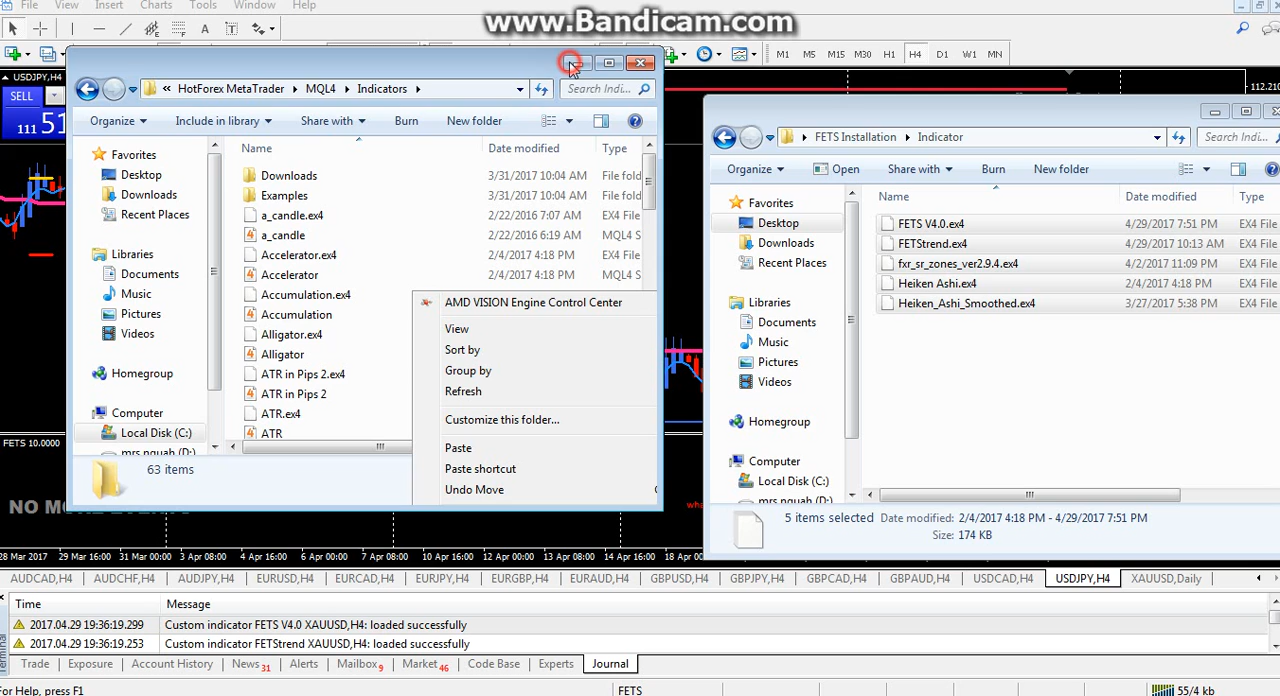 File View Insert Charts Tools Window Help
www.Bandicam.com
M1 M5 M15 M30 H1 H4 D1 W1 MN
USDJPY,H4
SELL
111 51
112.21
« HotForex MetaTrader MQL4 Indicators
Search Indi...
Organize Include in library Share with Burn New folder
Name Date modified Type
Favorites
Desktop
Downloads
Recent Places
Libraries
Documents
Music
Pictures
Videos
Homegroup
Computer
Local Disk (C:)
mrs nguah (D:)
Downloads 3/31/2017 10:04 AM File fold
Examples 3/31/2017 10:04 AM File fold
a_candle.ex4 2/22/2016 7:07 AM EX4 File
a_candle 2/22/2016 6:19 AM MQL4 S
Accelerator.ex4 2/4/2017 4:18 PM EX4 File
Accelerator 2/4/2017 4:18 PM MQL4 S
Accumulation.ex4
Accumulation
Alligator.ex4
Alligator
ATR in Pips 2.ex4
ATR in Pips 2
ATR.ex4
ATR
63 items
AMD VISION Engine Control Center
View
Sort by
Group by
Refresh
Customize this folder...
Paste
Paste shortcut
Undo Move
FETS Installation Indicator
Search Indi
Organize Open Share with Burn New folder
Name Date modified Type
Favorites
Desktop
Downloads
Recent Places
Libraries
Documents
Music
Pictures
Videos
Homegroup
Computer
Local Disk (C:)
mrs nguah (D:)
FETS V4.0.ex4 4/29/2017 7:51 PM EX4 File
FETStrend.ex4 4/29/2017 10:13 AM EX4 File
fxr_sr_zones_ver2.9.4.ex4 4/2/2017 11:09 PM EX4 File
Heiken Ashi.ex4 2/4/2017 4:18 PM EX4 File
Heiken_Ashi_Smoothed.ex4 3/27/2017 5:38 PM EX4 File
5 items selected Date modified: 2/4/2017 4:18 PM - 4/29/2017 7:51 PM
Size: 174 KB
FETS 10.0000
NO MO
28 Mar 2017 29 Mar 16:00 31 Mar 00:00 3 Apr 08:00 4 Apr 16:00 6 Apr 00:00 7 Apr 08:00 10 Apr 16:00 12 Apr 00:00 13 Apr 08:00 14 Apr 16:00 18 Apr 0
AUDCAD,H4 AUDCHF,H4 AUDJPY,H4 EURUSD,H4 EURCAD,H4 EURJPY,H4 EURGBP,H4 EURAUD,H4 GBPUSD,H4 GBPJPY,H4 GBPCAD,H4 GBPAUD,H4 USDCAD,H4 USDJPY,H4 XAUUSD,Daily
Time Message
2017.04.29 19:36:19.299 Custom indicator FETS V4.0 XAUUSD,H4: loaded successfully
2017.04.29 19:36:19.253 Custom indicator FETStrend XAUUSD,H4: loaded successfully
Terminal
Trade Exposure Account History News 31 Alerts Mailbox 9 Market 46 Code Base Experts Journal
For Help, press F1
FETS
55/4 kb